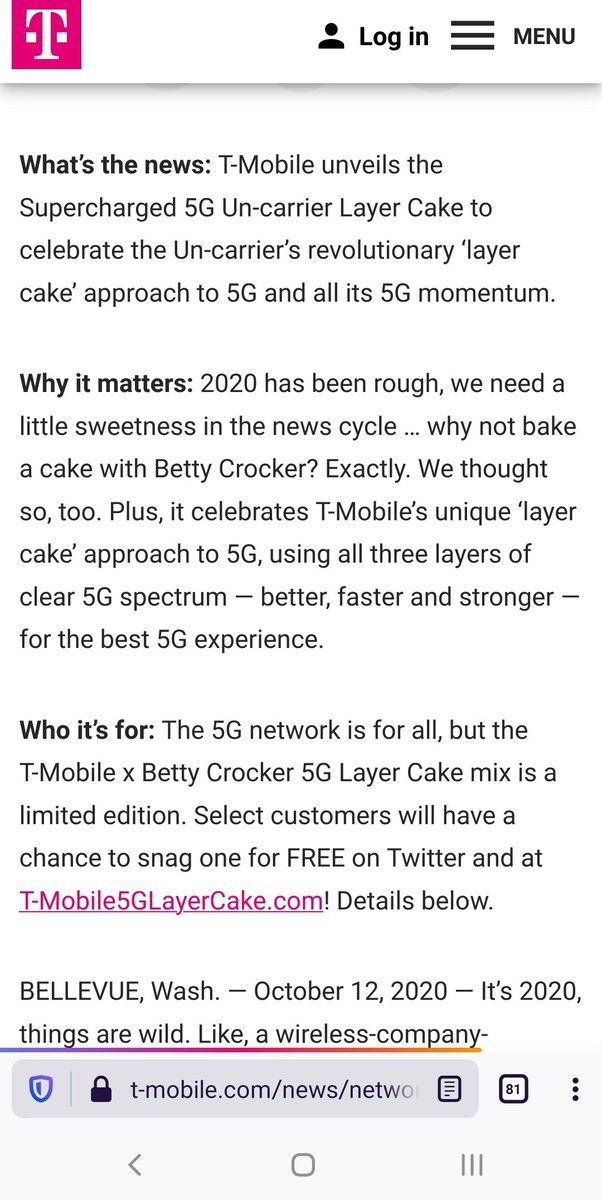 T
Log in
MENU
What’s the news: T-Mobile unveils the
Supercharged 5G Un-carrier Layer Cake to
celebrate the Un-carrier’s revolutionary ‘layer
cake’ approach to 5G and all its 5G momentum.
Why it matters: 2020 has been rough, we need a
little sweetness in the news cycle … why not bake
a cake with Betty Crocker? Exactly. We thought
so, too. Plus, it celebrates T-Mobile’s unique ‘layer
cake’ approach to 5G, using all three layers of
clear 5G spectrum — better, faster and stronger —
for the best 5G experience.
Who it’s for: The 5G network is for all, but the
T-Mobile x Betty Crocker 5G Layer Cake mix is a
limited edition. Select customers will have a
chance to snag one for FREE on Twitter and at
T-Mobile5GLayerCake.com! Details below.
BELLEVUE, Wash. — October 12, 2020 — It’s 2020,
things are wild. Like, a wireless-company-
t-mobile.com/news/netwo
81